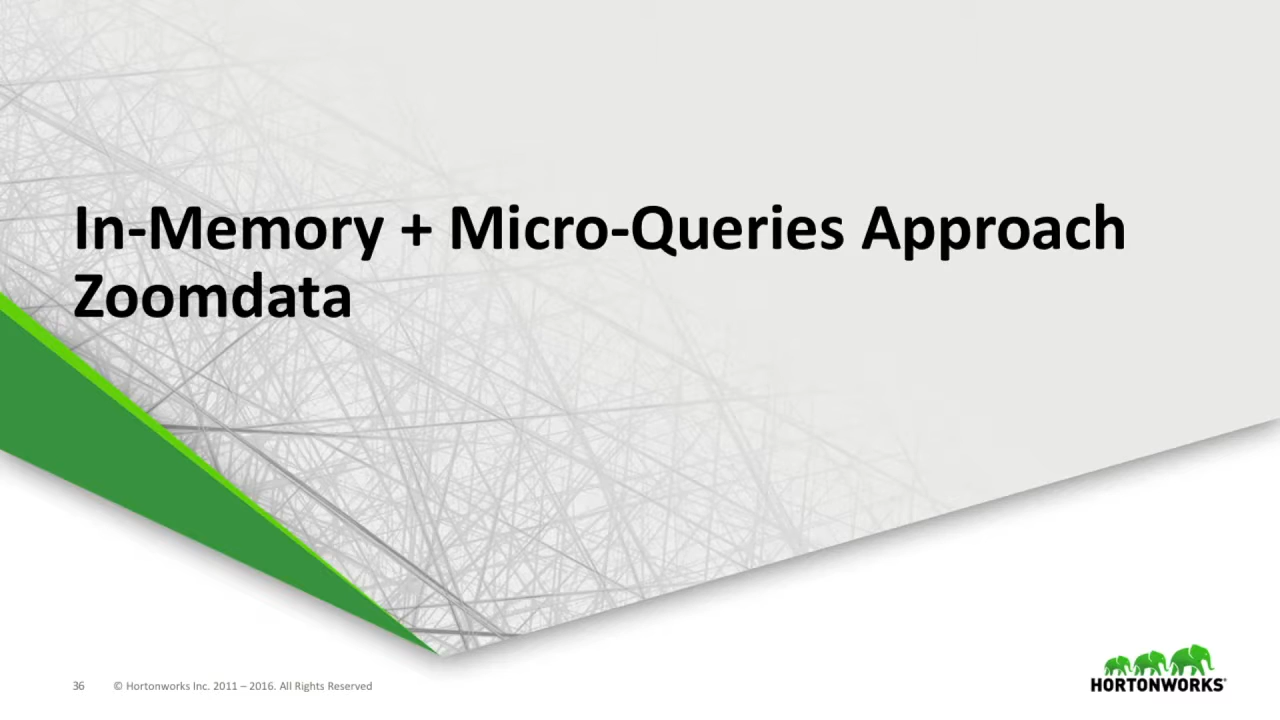 In-Memory + Micro-Queries Approach
Zoomdata
36 © Hortonworks Inc. 2011 – 2016. All Rights Reserved
HORTONWORKS®